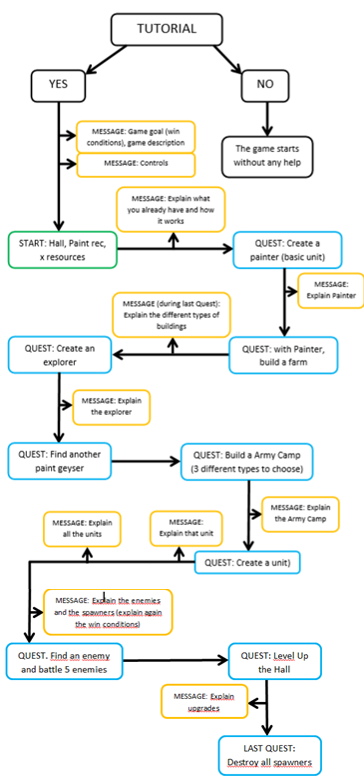 TUTORIAL
YES
NO
MESSAGE: Game goal (win
conditions), game description
MESSAGE: Controls
The game starts
without any help
MESSAGE: Explain what
you already have and how
it works
START: Hall, Paint rec,
x resources
QUEST: Create a
painter (basic unit)
MESSAGE:
Explain Painter
MESSAGE (during last Quest):
Explain the different types of
buildings
QUEST: Create an
explorer
QUEST: with Painter,
build a farm
MESSAGE: Explain
the explorer
QUEST: Find another
paint geyser
QUEST: Build a Army Camp
(3 different types to choose)
MESSAGE: Explain
the Army Camp
MESSAGE: Explain
all the units
MESSAGE:
Explain that unit
QUEST: Create a unit)
MESSAGE: Explain the enemies
and the spawners (explain again
the win conditions)
QUEST. Find an enemy
and battle 5 enemies
QUEST: Level Up
the Hall
MESSAGE: Explain
upgrades
LAST QUEST:
Destroy all spawners